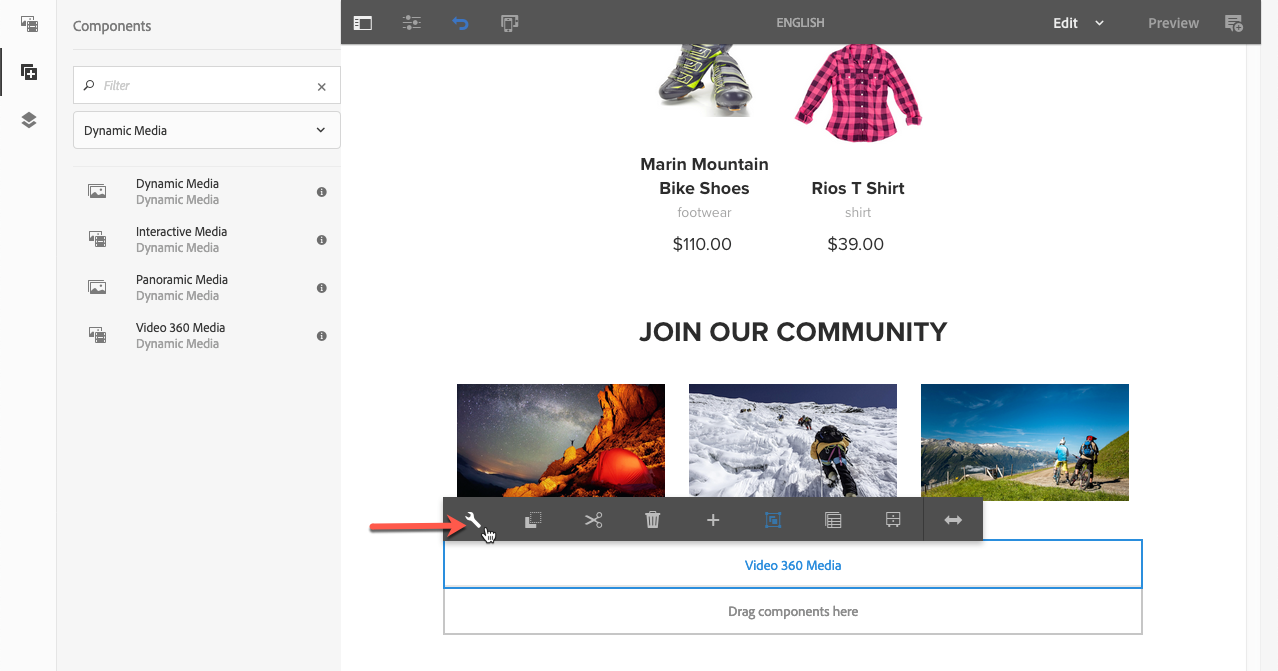 Components
Filter
Dynamic Media
Dynamic Media
Dynamic Media
Interactive Media
Dynamic Media
Panoramic Media
Dynamic Media
Video 360 Media
Dynamic Media
ENGLISH
Edit
Preview
Marin Mountain
Bike Shoes
footwear
$110.00
Rios T Shirt
shirt
$39.00
JOIN OUR COMMUNITY
Video 360 Media
Drag components here